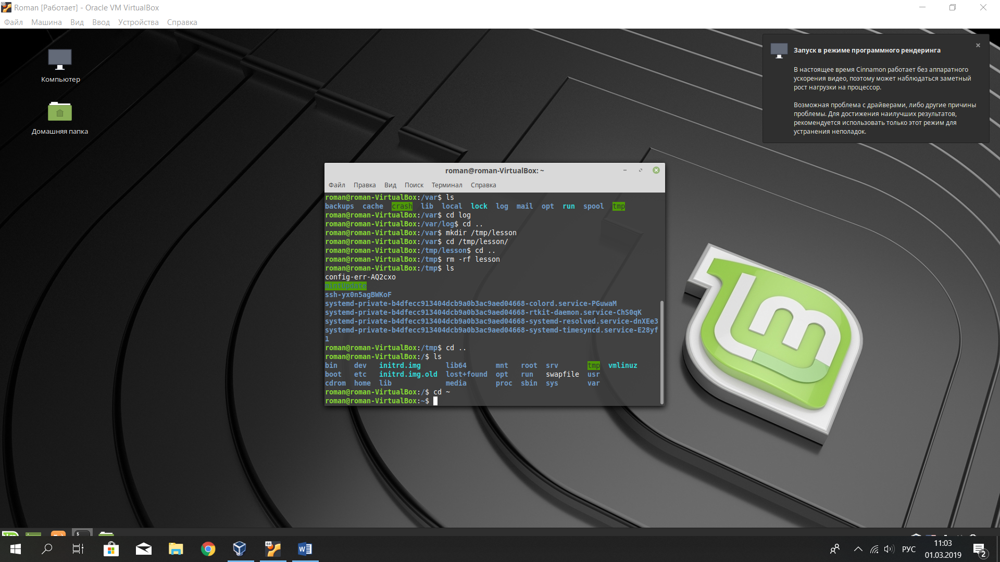 Roman [Работает] - Oracle VM VirtualBox
Файл Машина Вид Ввод Устройства Справка
Компьютер
Домашняя папка
Запуск в режиме программного рендеринга
В настоящее время Cinnamon работает без аппаратного
ускорения видео, поэтому может наблюдаться заметный
рост нагрузки на процессор.
Возможная проблема с драйверами, либо другие причины
проблемы. Для достижения наилучших результатов,
рекомендуется использовать только этот режим для
устранения неполадок.
roman@roman-VirtualBox: ~
Файл Правка Вид Поиск Терминал Справка
roman@roman-VirtualBox:/var$ ls
backups cache crash lib local lock log mail opt run spool tmp
roman@roman-VirtualBox:/var$ cd log
roman@roman-VirtualBox:/var/log$ cd ..
roman@roman-VirtualBox:/var$ mkdir /tmp/lesson
roman@roman-VirtualBox:/var$ cd /tmp/lesson/
roman@roman-VirtualBox:/tmp/lesson$ cd ..
roman@roman-VirtualBox:/tmp$ rm -rf lesson
roman@roman-VirtualBox:/tmp$ ls
config-err-AQ2cxo
mintUpdate
ssh-yx0n5agBWKoF
systemd-private-b4dfecc913404dcb9a0b3ac9aed04668-colord.service-PGuwaM
systemd-private-b4dfecc913404dcb9a0b3ac9aed04668-rtkit-daemon.service-ChS0qK
systemd-private-b4dfecc913404dcb9a0b3ac9aed04668-systemd-resolved.service-dnXEe3
systemd-private-b4dfecc913404dcb9a0b3ac9aed04668-systemd-timesyncd.service-E28yf
1
roman@roman-VirtualBox:/tmp$ cd ..
roman@roman-VirtualBox:/$ ls
bin dev initrd.img lib64 mnt root srv tmp vmlinuz
boot etc initrd.img.old lost+found opt run swapfile usr
cdrom home lib media proc sbin sys var
roman@roman-VirtualBox:/$ cd ~
roman@roman-VirtualBox:~$
64
W
РУС
11:03
01.03.2019
2